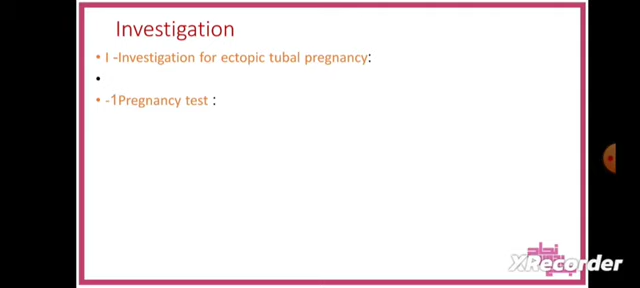 Investigation
• I -Investigation for ectopic tubal pregnancy:
•
• -1Pregnancy test :
XRecorder